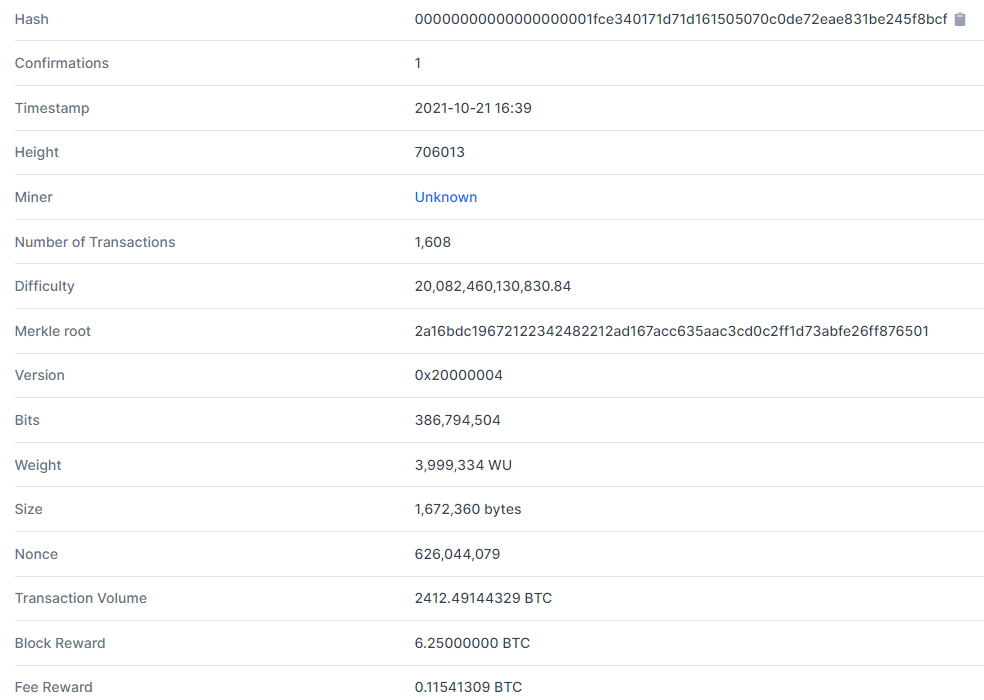 Hash 00000000000000000001fce340171d71d161505070c0de72eae831be245f8bcf
Confirmations 1
Timestamp 2021-10-21 16:39
Height 706013
Miner Unknown
Number of Transactions 1,608
Difficulty 20,082,460,130,830.84
Merkle root 2a16bdc19672122342482212ad167acc635aac3cd0c2ff1d73abfe26ff876501
Version 0x20000004
Bits 386,794,504
Weight 3,999,334 WU
Size 1,672,360 bytes
Nonce 626,044,079
Transaction Volume 2412.49144329 BTC
Block Reward 6.25000000 BTC
Fee Reward 0.11541309 BTC